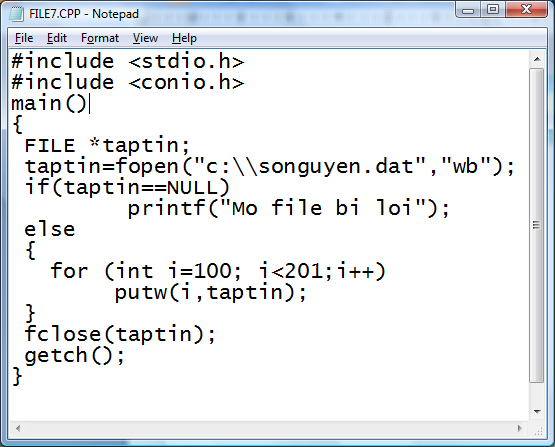 FILE7.CPP - Notepad
File Edit Format View Help
#include <stdio.h>
#include <conio.h>
main()
{
 FILE *taptin;
 taptin=fopen("c:\\songuyen.dat","wb");
 if(taptin==NULL)
         printf("Mo file bi loi");
 else
 {
   for (int i=100; i<201;i++)
        putw(i,taptin);
 }
 fclose(taptin);
 getch();
}